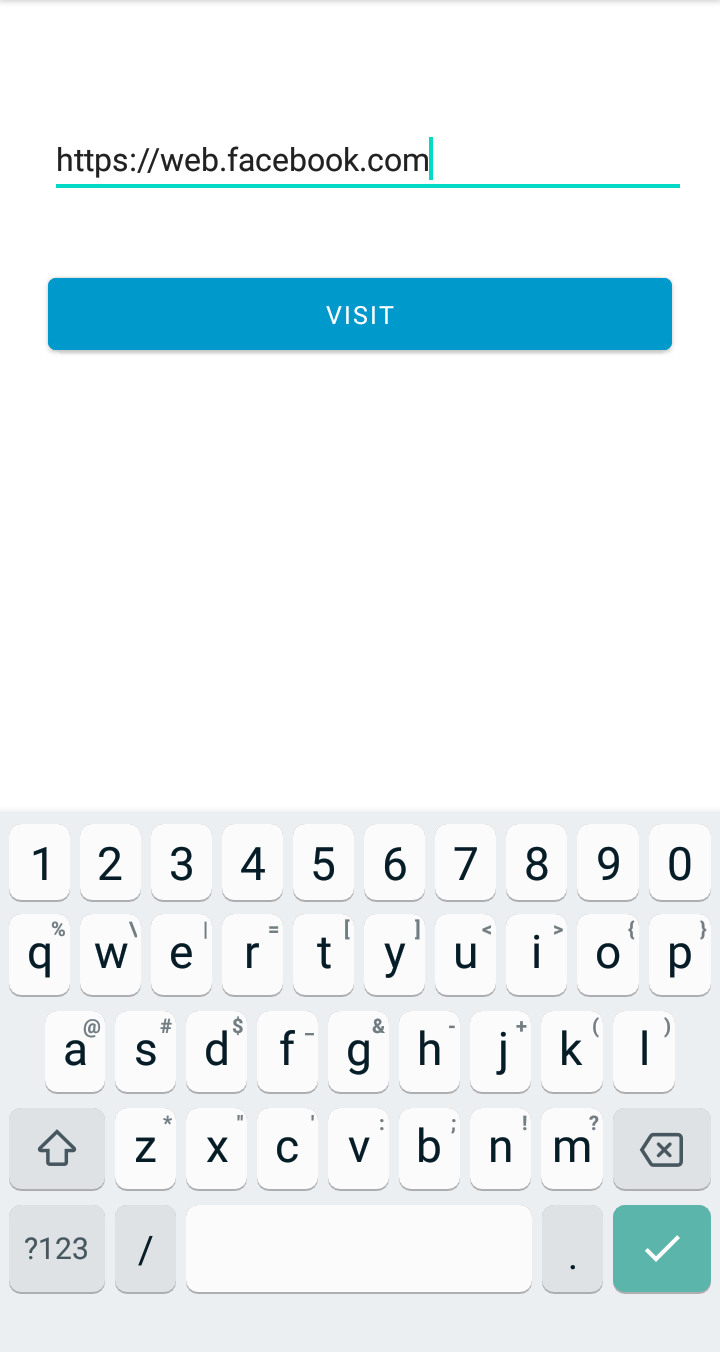 https://web.facebook.com
VISIT
1 2 3 4 5 6 7 8 9 0
q % w \ e | r = t [ y ] u < i > o { p }
a @ s # d $ f _ g & h - j + k ( l )
z * x " c ' v : b ; n ! m ?
?123 / .